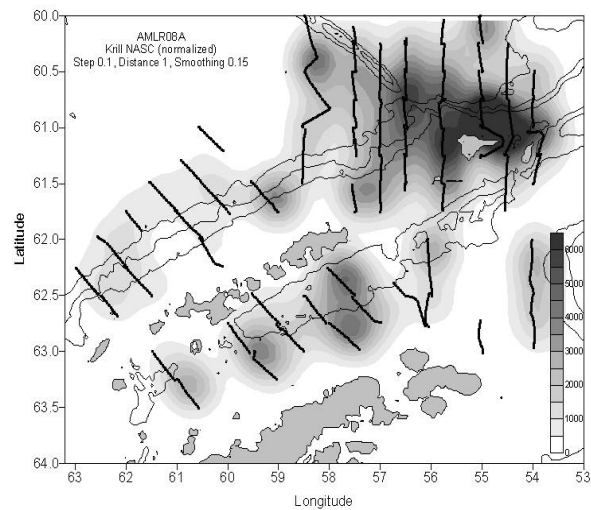 AMLR08A
Krill NASC (normalized)
Step 0.1, Distance 1, Smoothing 0.15
60.0
60.5
61.0
61.5
62.0
62.5
63.0
63.5
64.0
Latitude
6000
5000
4000
3000
2000
1000
0
63 62 61 60 59 58 57 56 55 54 53
Longitude